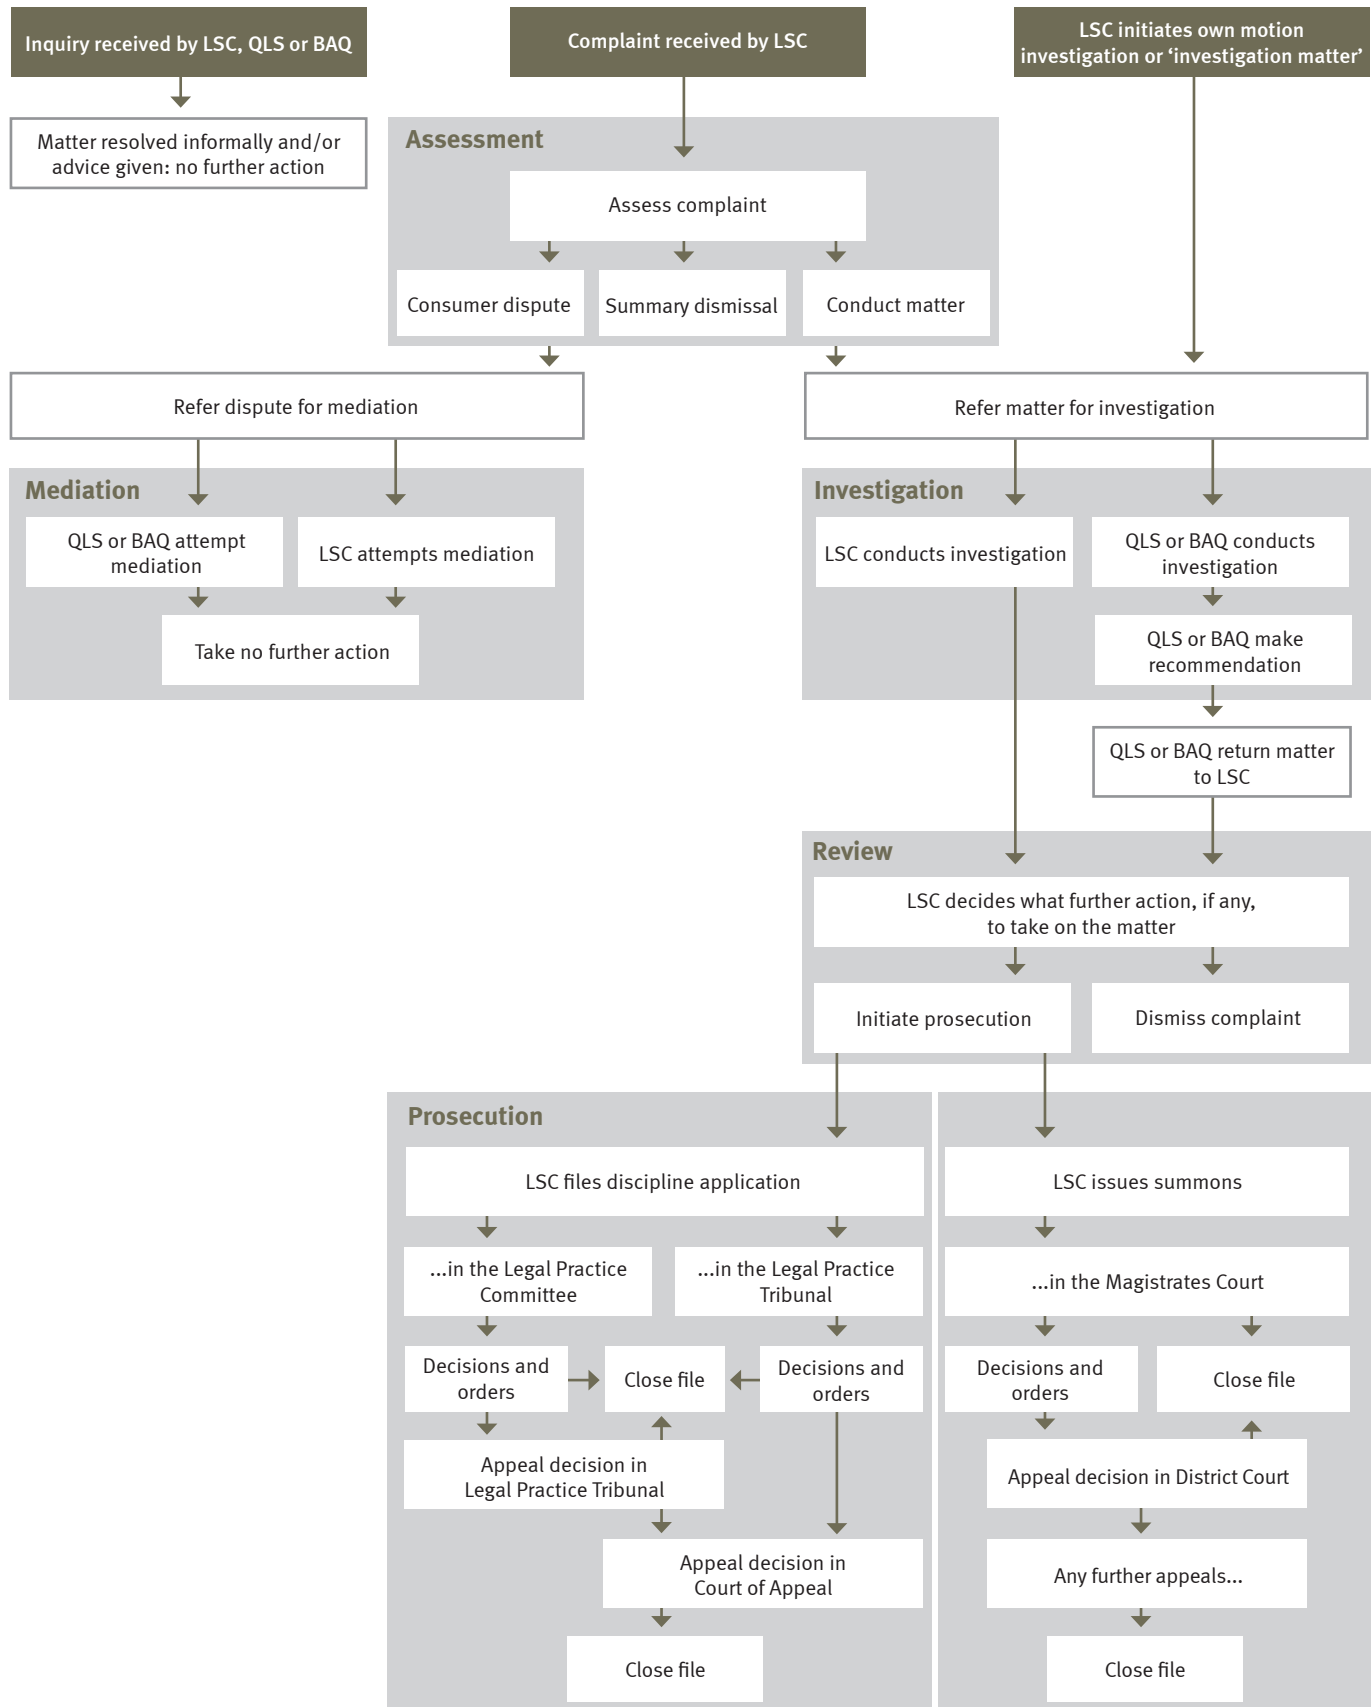 Inquiry received by LSC, QLS or BAQ
Complaint received by LSC
LSC initiates own motion
investigation or ‘investigation matter’
Matter resolved informally and/or
advice given: no further action
Assessment
Assess complaint
Consumer dispute
Summary dismissal
Conduct matter
Refer dispute for mediation
Refer matter for investigation
Mediation
QLS or BAQ attempt
mediation
LSC attempts mediation
Take no further action
Investigation
LSC conducts investigation
QLS or BAQ conducts
investigation
QLS or BAQ make
recommendation
QLS or BAQ return matter
to LSC
Review
LSC decides what further action, if any,
to take on the matter
Initiate prosecution
Dismiss complaint
Prosecution
LSC files discipline application
...in the Legal Practice
Committee
...in the Legal Practice
Tribunal
Decisions and
orders
Close file
Decisions and
orders
Appeal decision in
Legal Practice Tribunal
Appeal decision in
Court of Appeal
Close file
LSC issues summons
...in the Magistrates Court
Decisions and
orders
Close file
Appeal decision in District Court
Any further appeals...
Close file